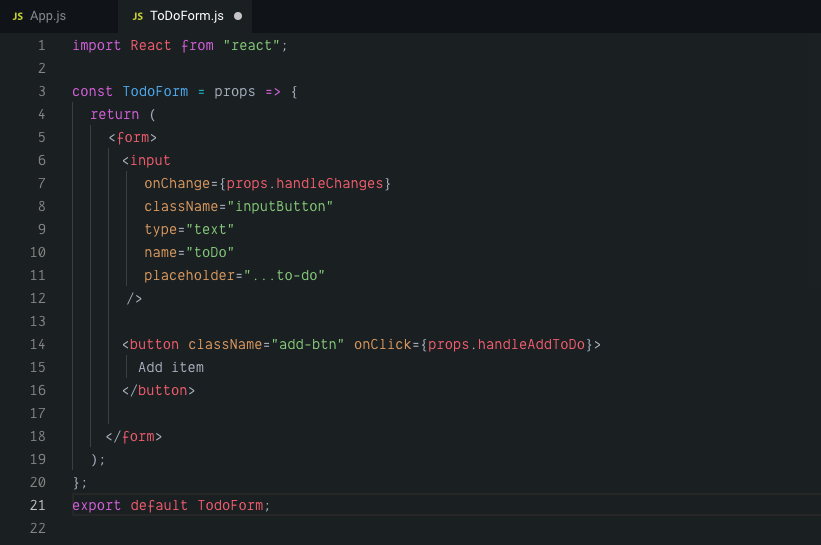 JS App.js JS ToDoForm.js
1 import React from "react";
2
3 const TodoForm = props => {
4 return (
5 <form>
6 <input
7 onChange={props.handleChanges}
8 className="inputButton"
9 type="text"
10 name="toDo"
11 placeholder="...to-do"
12 />
13
14 <button className="add-btn" onClick={props.handleAddToDo}>
15 Add item
16 </button>
17
18 </form>
19 );
20 };
21 export default TodoForm;
22